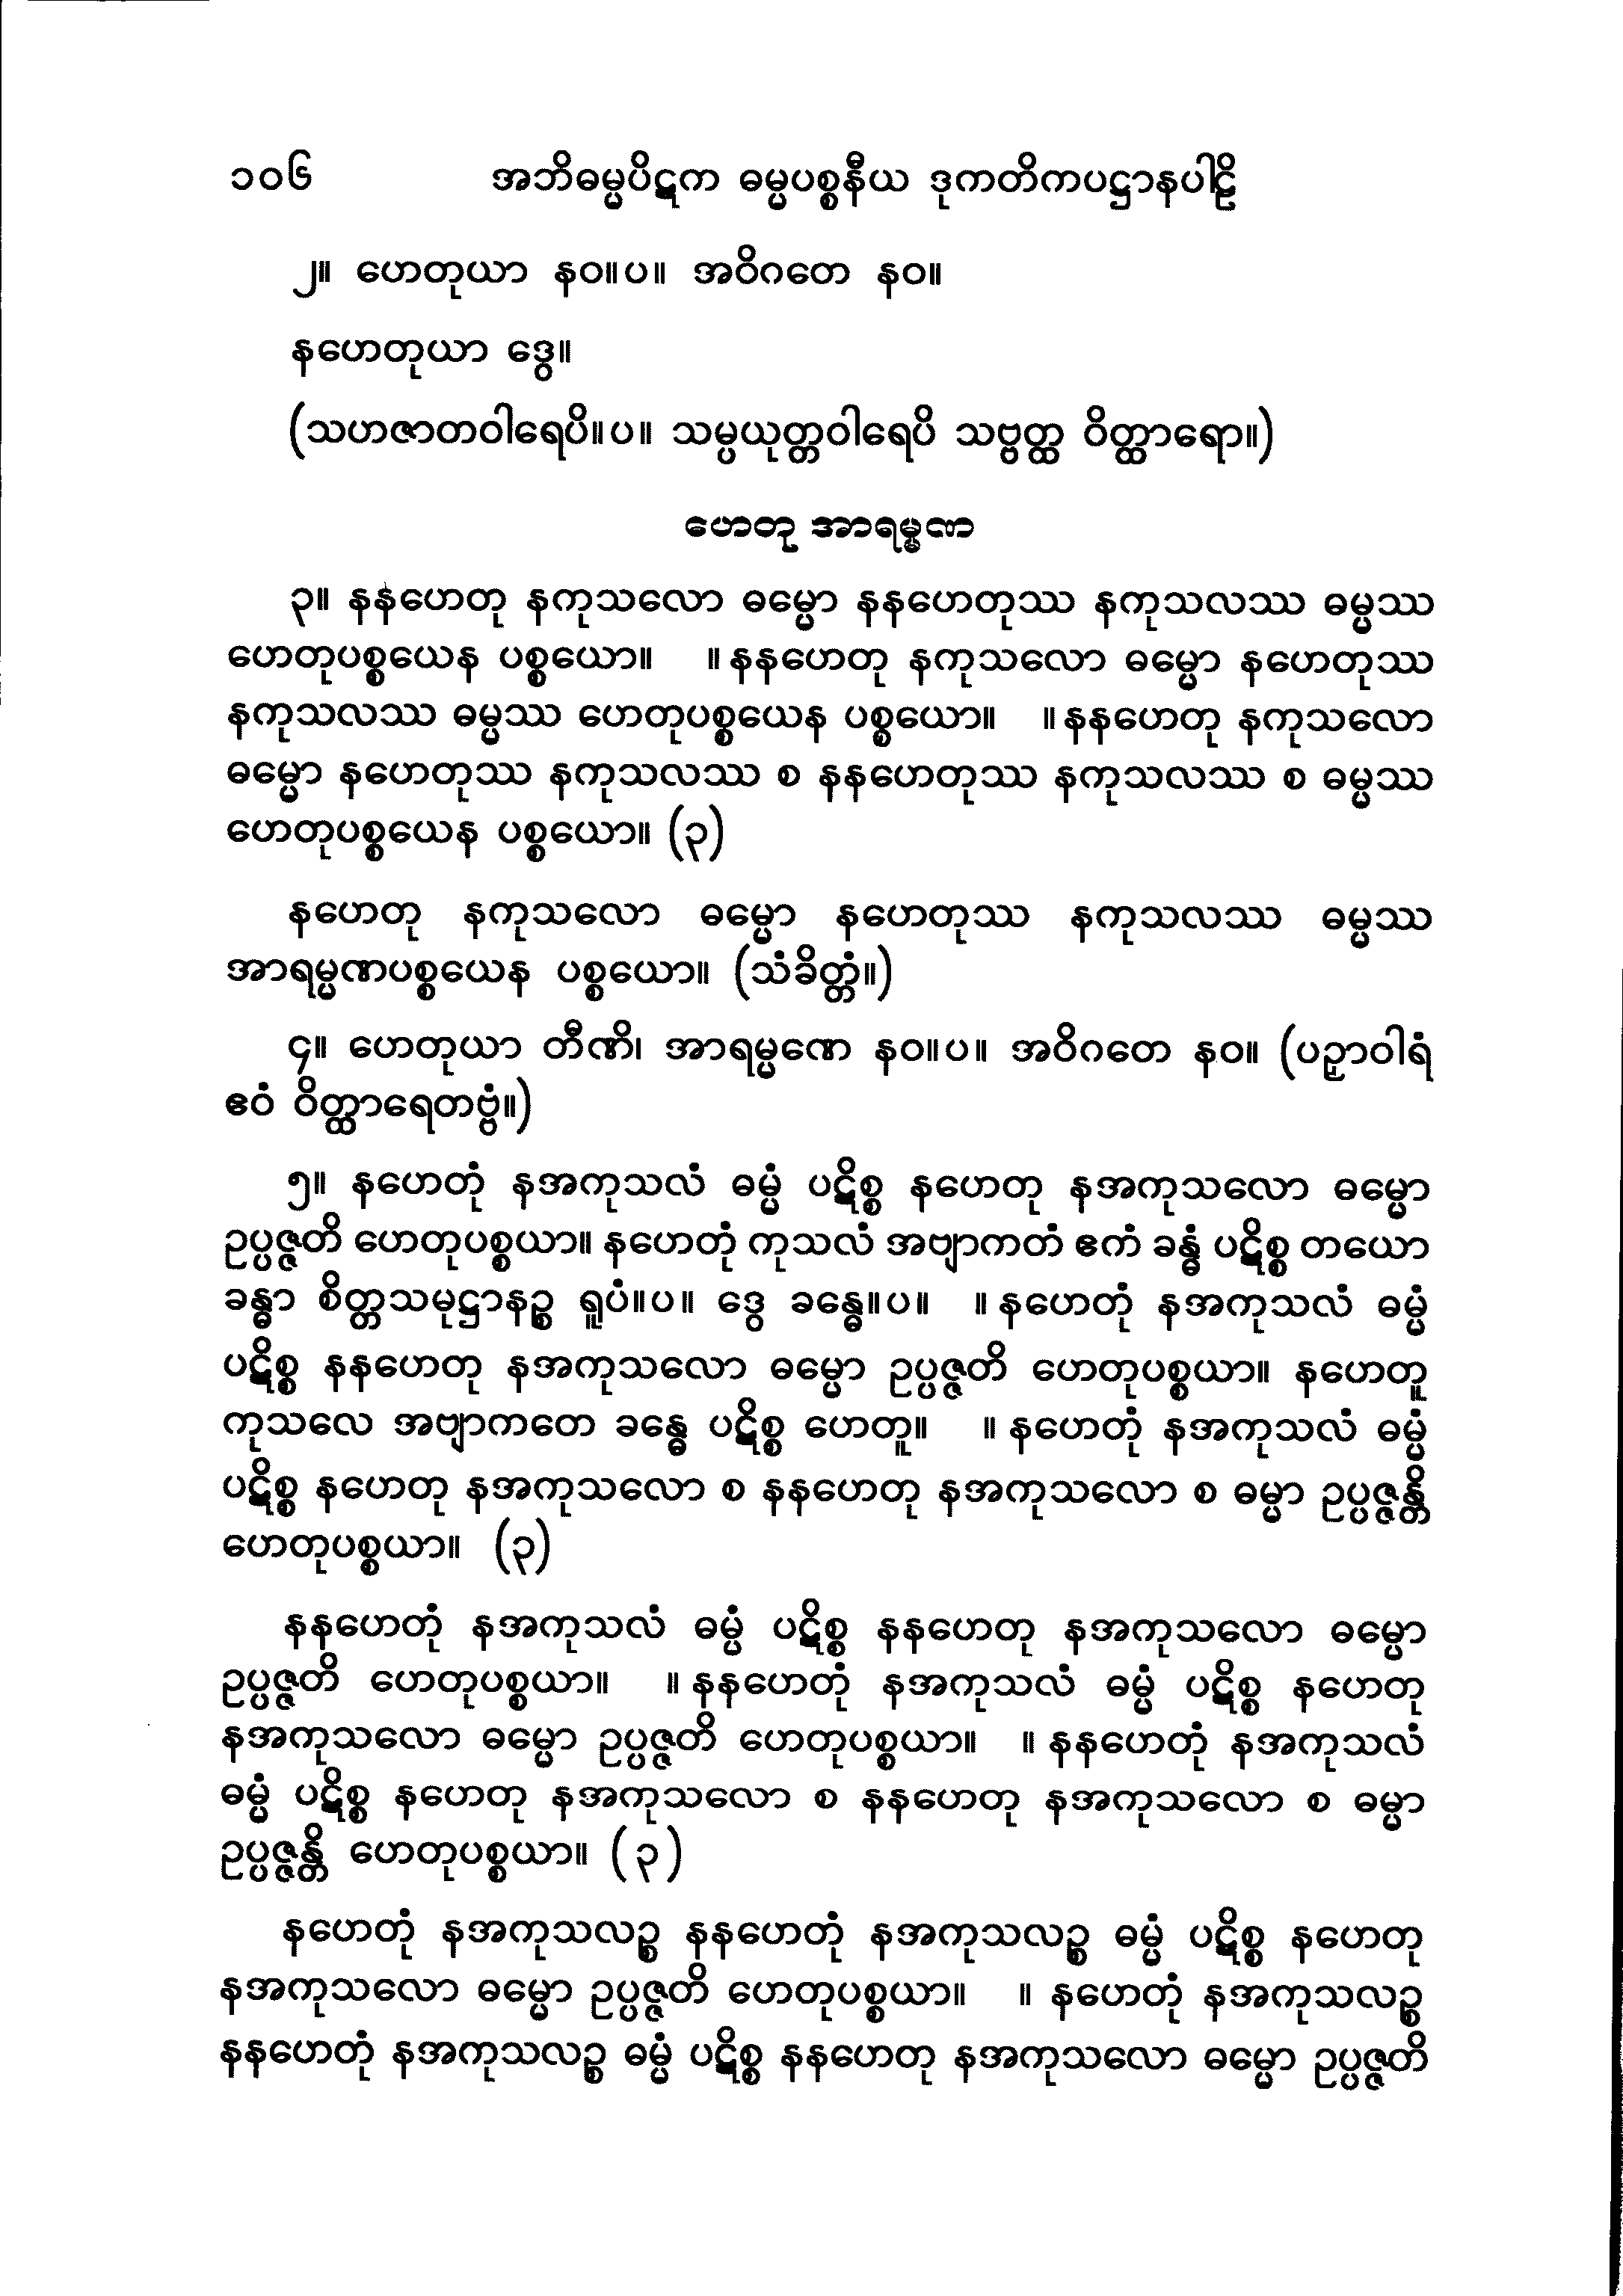 ၁၀၆ အဘိဓမ္မပိဋက ဓမ္မပစ္စနီယ ဒုကတိကပဋ္ဌာနပါဠိ
၂။ ဟေတုယာ နဝ။ပ။ အဝိဂတေ နဝ။
နဟေတုယာ ဒွေ။
(သဟဇာတဝါရေပိ။ပ။ သမ္ပယုတ္တဝါရေပိ သဗ္ဗတ္ထ ဝိတ္ထာရော။)
ဟေတု အာရမ္မဏ
၃။ နနဟေတု နကုသလော ဓမ္မော နနဟေတုဿ နကုသလဿ ဓမ္မဿ
ဟေတုပစ္စယေန ပစ္စယော။ ။ နနဟေတု နကုသလော ဓမ္မော နဟေတုဿ
နကုသလဿ ဓမ္မဿ ဟေတုပစ္စယေန ပစ္စယော။ ။ နနဟေတု နကုသလော
ဓမ္မော နဟေတုဿ နကုသလဿ စ နနဟေတုဿ နကုသလဿ စ ဓမ္မဿ
ဟေတုပစ္စယေန ပစ္စယော။ (၃)
နဟေတု နကုသလော ဓမ္မော နဟေတုဿ နကုသလဿ ဓမ္မဿ
အာရမ္မဏပစ္စယေန ပစ္စယော။ (သံခိတ္တံ။)
၄။ ဟေတုယာ တီဏိ၊ အာရမ္မဏေ နဝ။ပ။ အဝိဂတေ နဝ။ (ပဉှာဝါရံ
ဧဝံ ဝိတ္ထာရေတဗ္ဗံ။)
၅။ နဟေတုံ နအကုသလံ ဓမ္မံ ပဋိစ္စ နဟေတု နအကုသလော ဓမ္မော
ဥပ္ပဇ္ဇတိ ဟေတုပစ္စယာ။ နဟေတုံ ကုသလံ အဗျာကတံ ဧကံ ခန္ဓံ ပဋိစ္စ တယော
ခန္ဓာ စိတ္တသမုဋ္ဌာနဉ္စ ရူပံ။ပ။ ဒွေ ခန္ဓေ။ပ။ ။ နဟေတုံ နအကုသလံ ဓမ္မံ
ပဋိစ္စ နနဟေတု နအကုသလော ဓမ္မော ဥပ္ပဇ္ဇတိ ဟေတုပစ္စယာ။ နဟေတူ
ကုသလေ အဗျာကတေ ခန္ဓေ ပဋိစ္စ ဟေတူ။ ။ နဟေတုံ နအကုသလံ ဓမ္မံ
ပဋိစ္စ နဟေတု နအကုသလော စ နနဟေတု နအကုသလော စ ဓမ္မာ ဥပ္ပဇ္ဇန္တိ
ဟေတုပစ္စယာ။ (၃)
နနဟေတုံ နအကုသလံ ဓမ္မံ ပဋိစ္စ နနဟေတု နအကုသလော ဓမ္မော
ဥပ္ပဇ္ဇတိ ဟေတုပစ္စယာ။ ။ နနဟေတုံ နအကုသလံ ဓမ္မံ ပဋိစ္စ နဟေတု
နအကုသလော ဓမ္မော ဥပ္ပဇ္ဇတိ ဟေတုပစ္စယာ။ ။ နနဟေတုံ နအကုသလံ
ဓမ္မံ ပဋိစ္စ နဟေတု နအကုသလော စ နနဟေတု နအကုသလော စ ဓမ္မာ
ဥပ္ပဇ္ဇန္တိ ဟေတုပစ္စယာ။ (၃)
နဟေတုံ နအကုသလဉ္စ နနဟေတုံ နအကုသလဉ္စ ဓမ္မံ ပဋိစ္စ နဟေတု
နအကုသလော ဓမ္မော ဥပ္ပဇ္ဇတိ ဟေတုပစ္စယာ။ ။ နဟေတုံ နအကုသလဉ္စ
နနဟေတုံ နအကုသလဉ္စ ဓမ္မံ ပဋိစ္စ နနဟေတု နအကုသလော ဓမ္မော ဥပ္ပဇ္ဇတိ